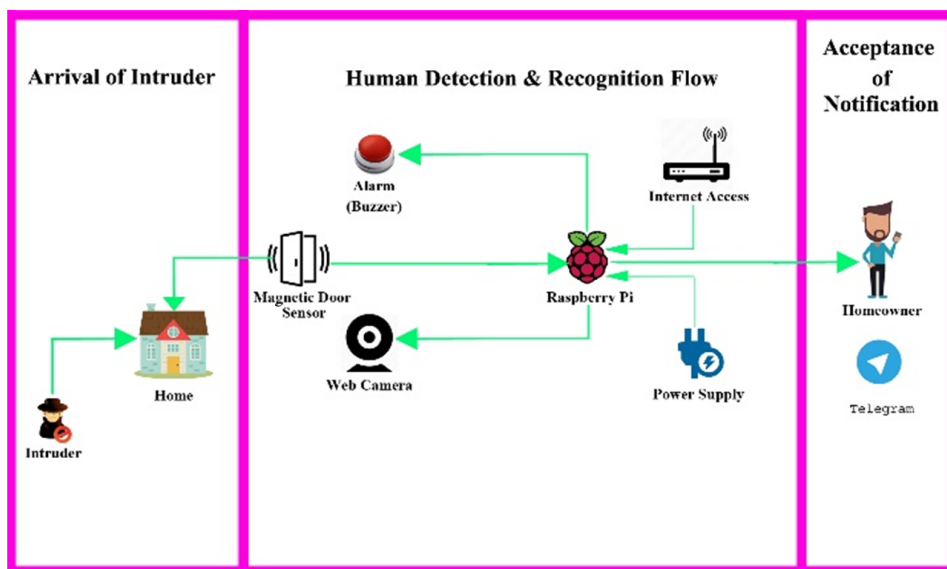 Arrival of Intruder
Home
Intruder
Human Detection & Recognition Flow
Alarm
(Buzzer)
Internet Access
Magnetic Door
Sensor
Raspberry Pi
Web Camera
Power Supply
Acceptance
of
Notification
Homeowner
Telegram